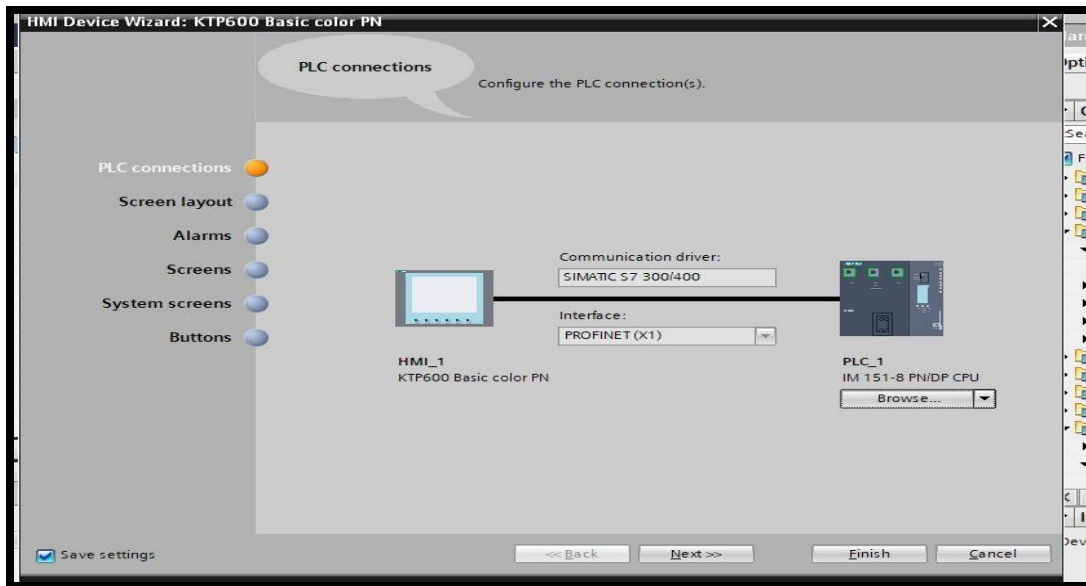 HMI Device Wizard: KTP600 Basic color PN
PLC connections
Configure the PLC connection(s).
PLC connections
Screen layout
Alarms
Screens
System screens
Buttons
Communication driver:
SIMATIC S7 300/400
Interface:
PROFINET (X1)
HMI_1
KTP600 Basic color PN
PLC_1
IM 151-8 PN/DP CPU
Browse...
Save settings
<<Back
Next>>
Finish
Cancel